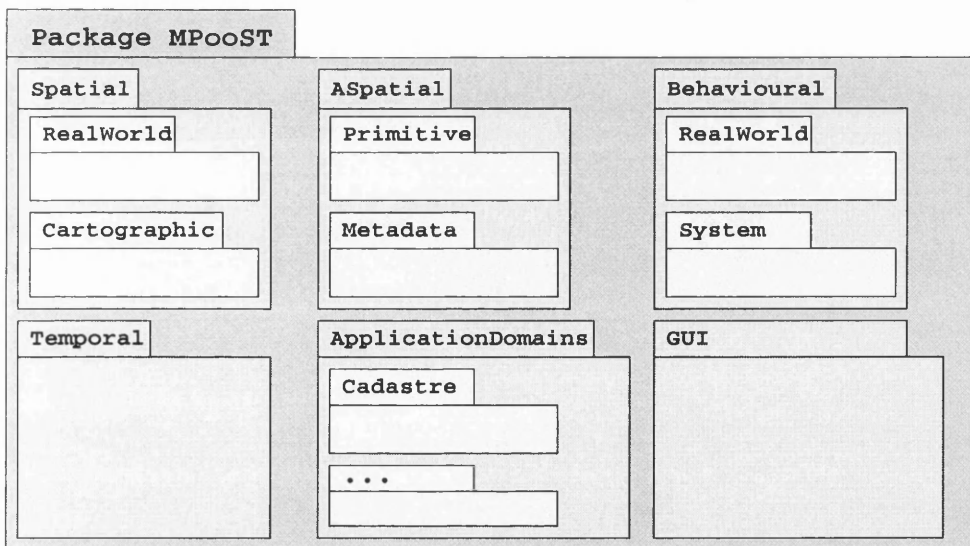 Package MPooST
Spatial
RealWorld
Cartographic
ASpatial
Primitive
Metadata
Behavioural
RealWorld
System
Temporal
ApplicationDomains
Cadastre
...
GUI